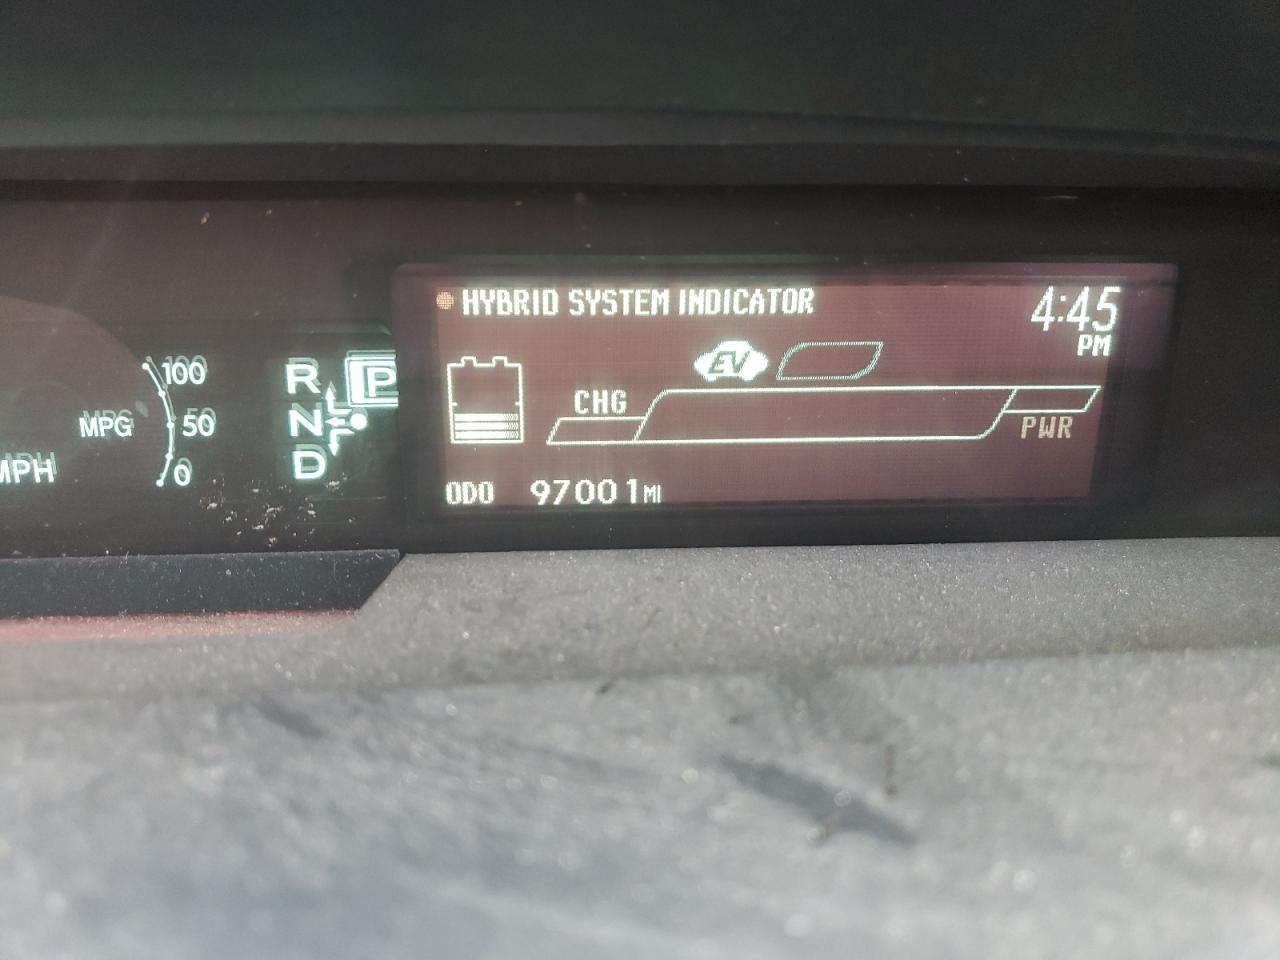 HYBRID SYSTEM INDICATOR
4:45
PM
EV
CHG
PWR
ODO 97001MI
100
MPG 50
MPH 0
R P
N
D